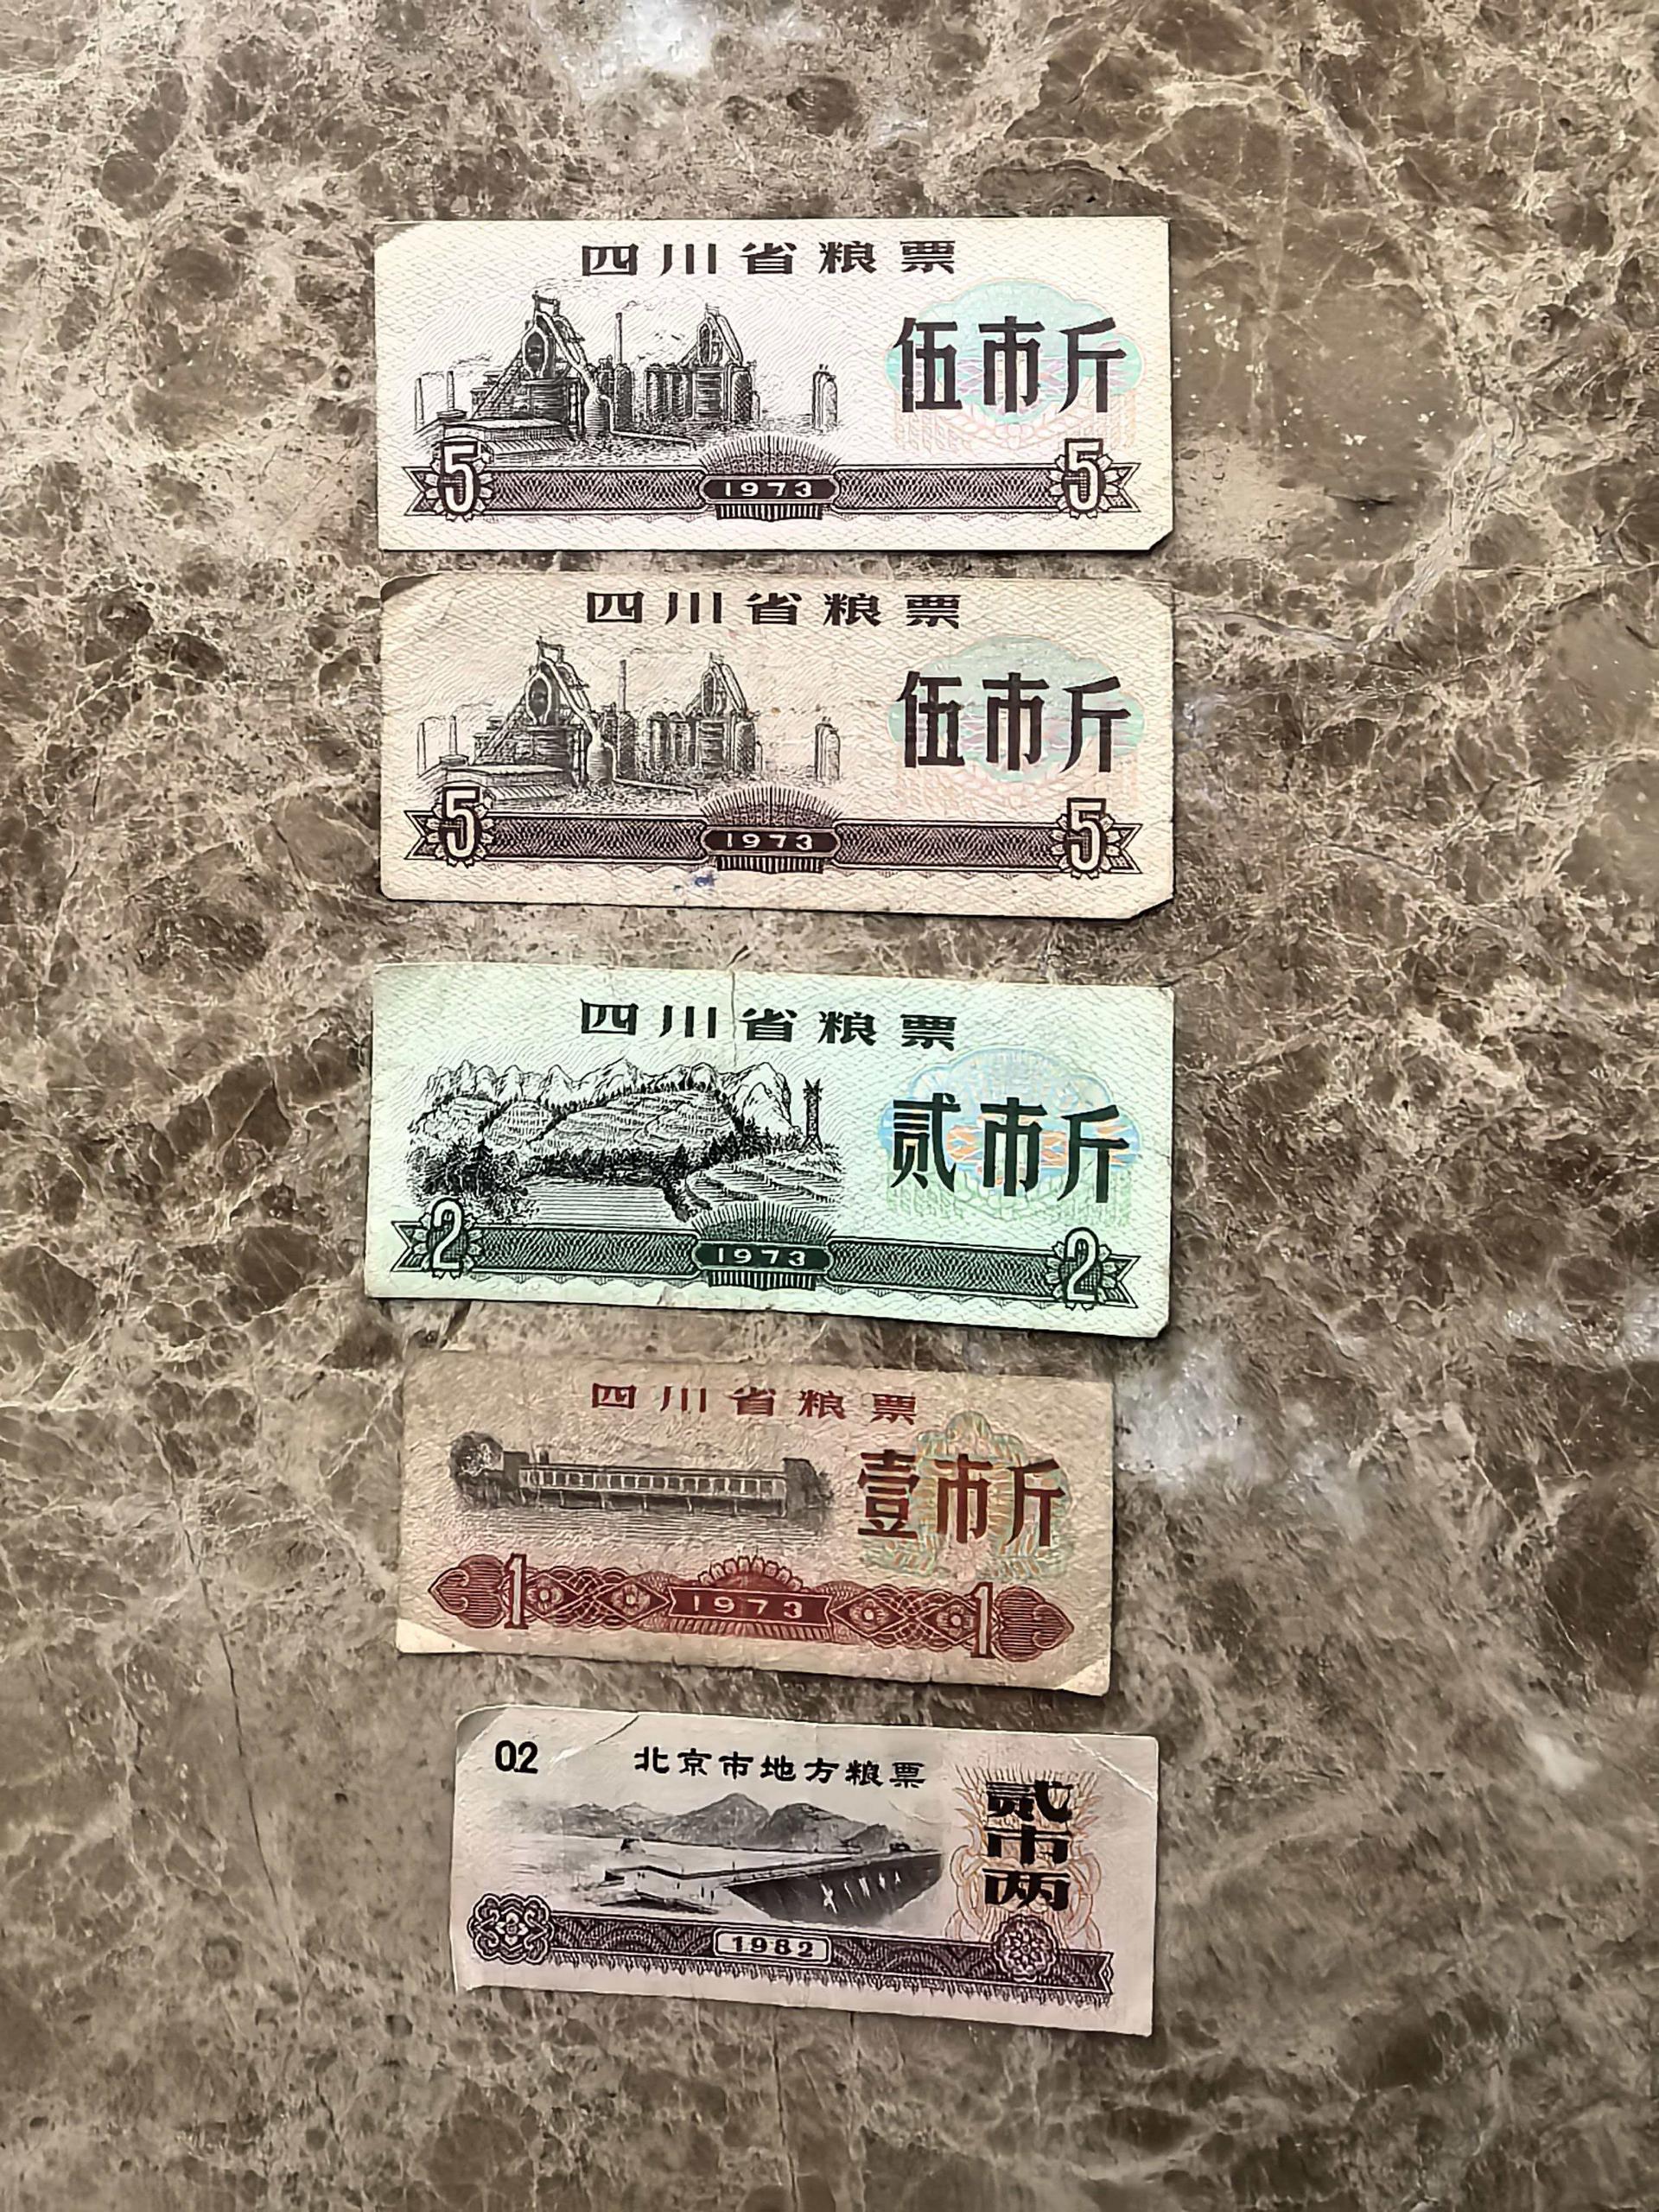 四川省粮票
伍市斤
5 1973 5
四川省粮票
伍市斤
5 1973 5
四川省粮票
贰市斤
2 1973 2
四川省粮票
壹市斤
1 1973 1
02 北京市地方粮票
贰市两
1982